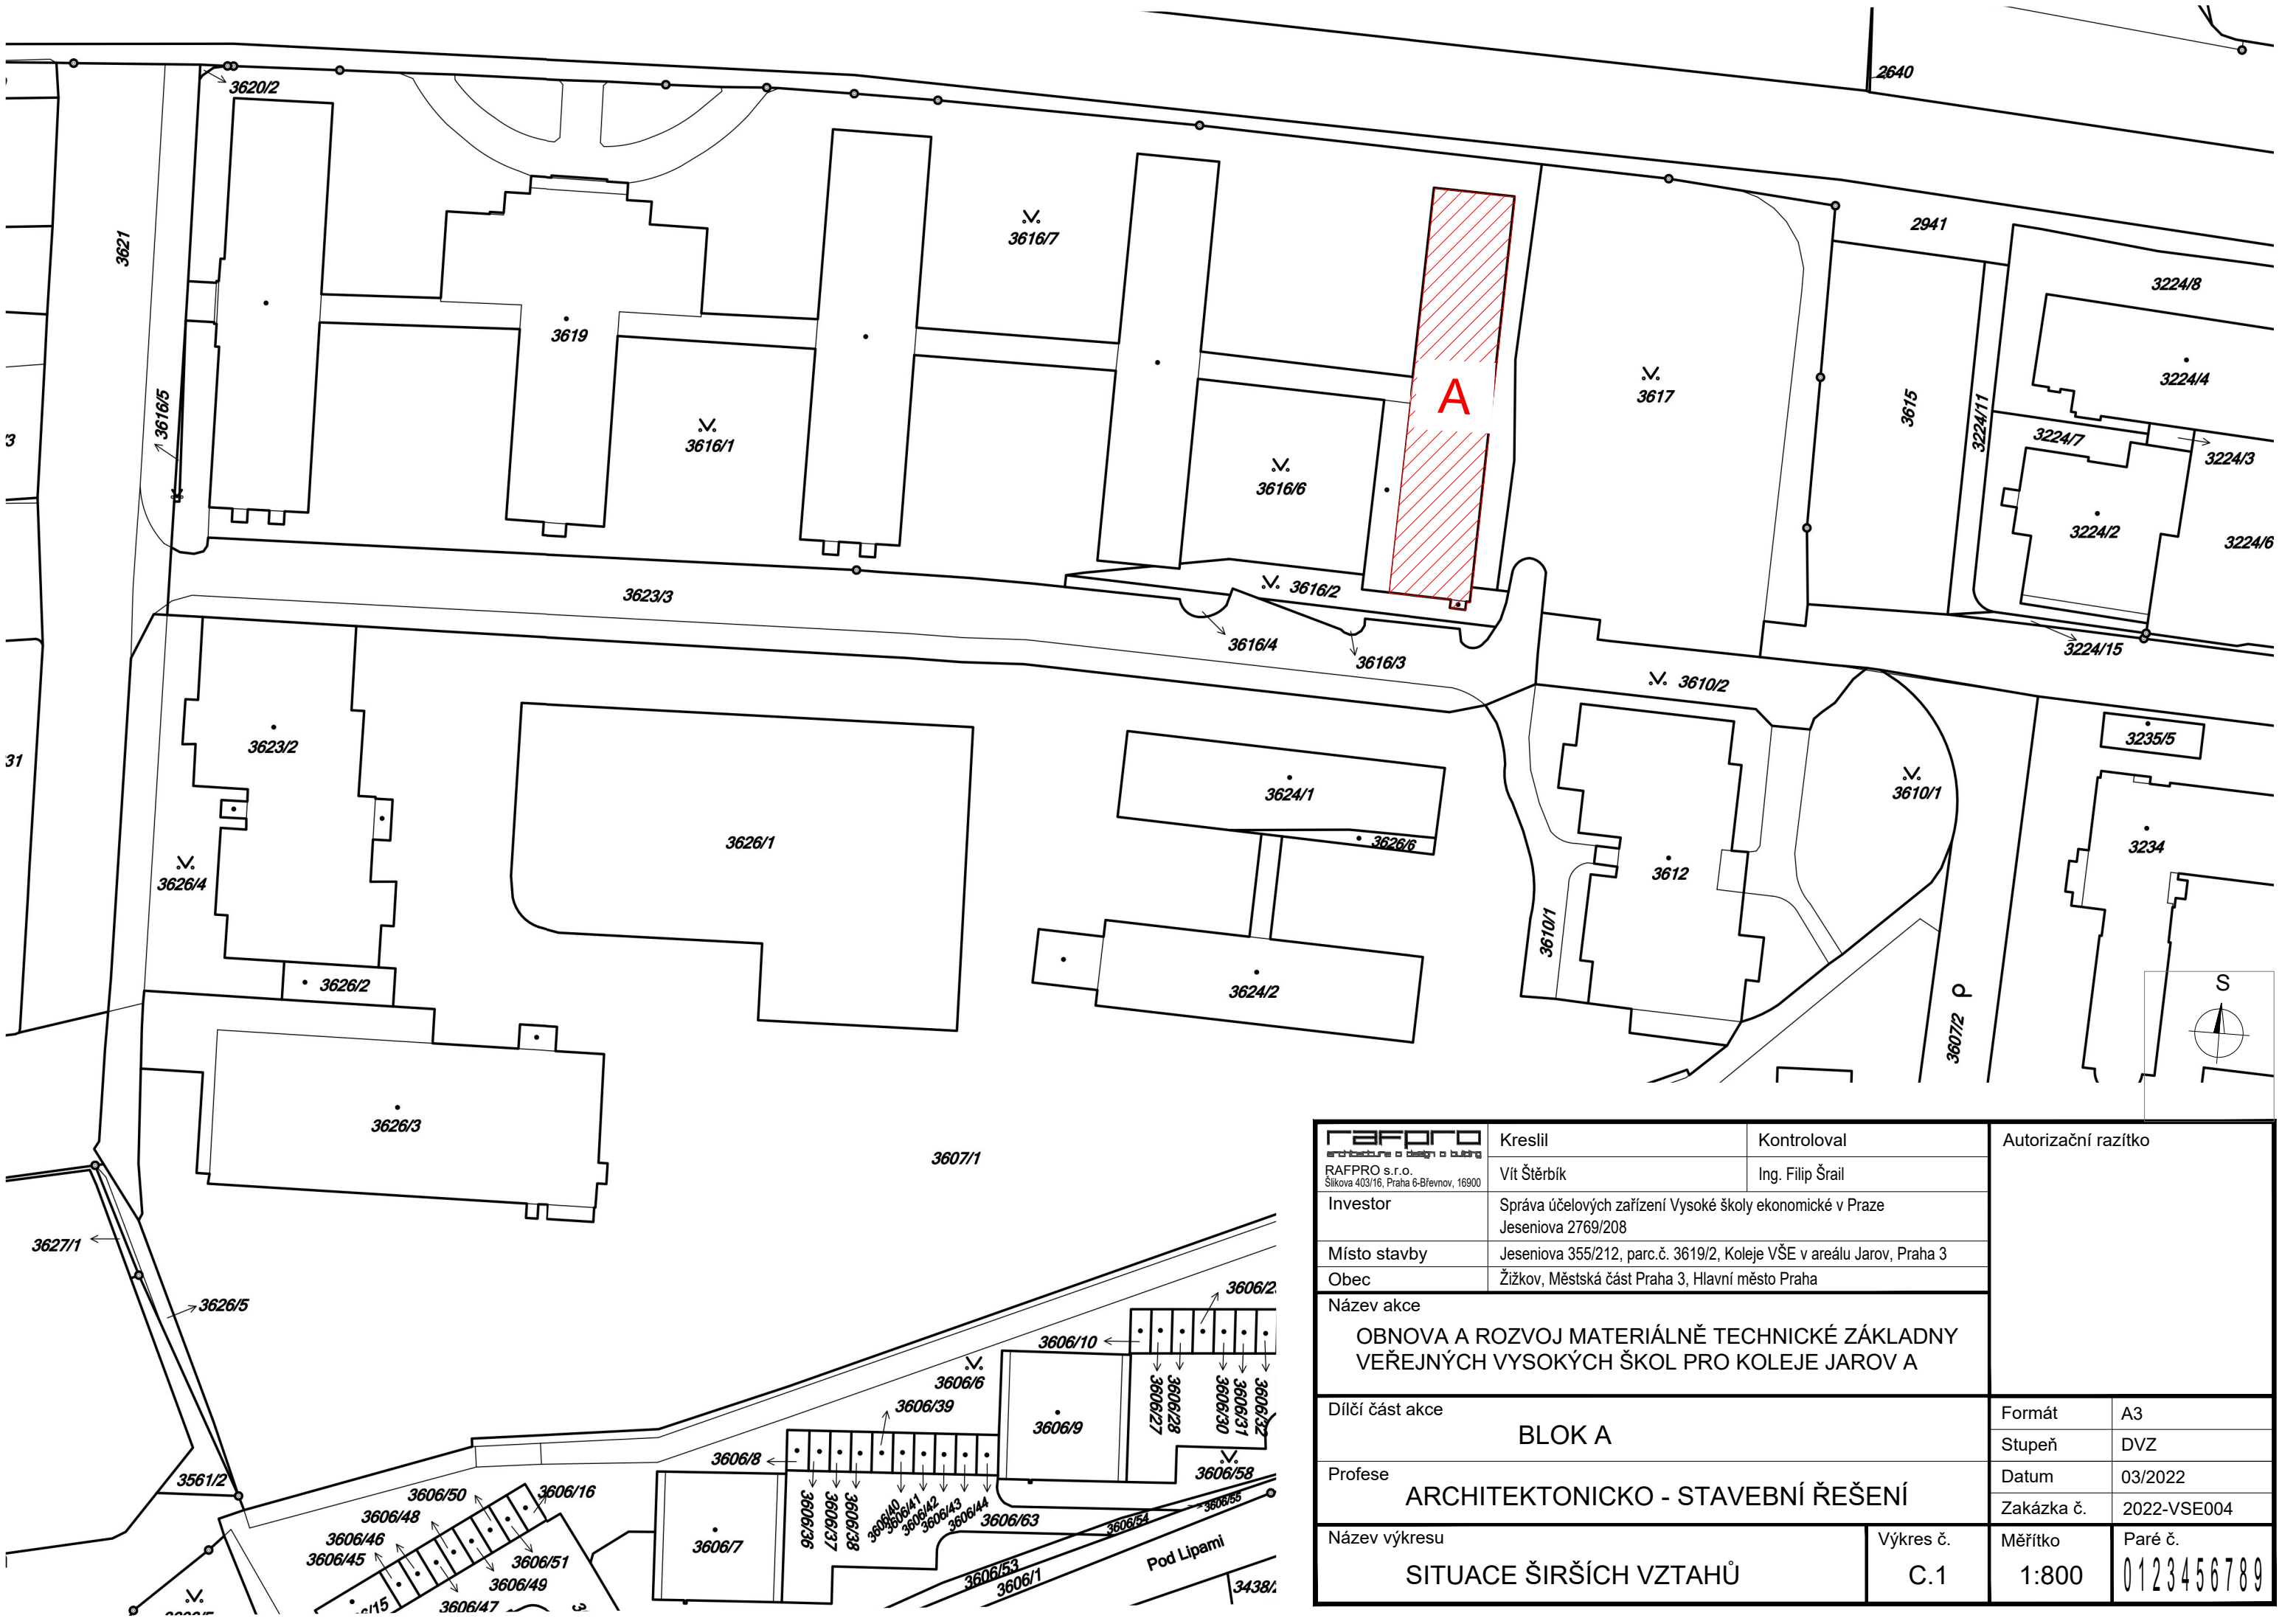 2640
3620/2
3621
3616/7
2941
3224/8
3619
3617
3224/4
3615
3224/11
3616/5
3616/1
3224/7
3224/3
3616/6
A
3224/2
3224/6
3616/2
3623/3
3616/4
3616/3
3224/15
3610/2
3623/2
31
3235/5
3624/1
3610/1
3626/1
3626/6
3234
3626/4
3612
3610/1
3626/2
3624/2
S
3607/2
3626/3
3607/1
3627/1
3626/5
3606/10
3606/6
3606/27
3606/28
3606/30
3606/31
3606/32
3606/39
3606/9
3606/8
3606/58
3561/2
3606/50
3606/16
3606/48
3606/46
3606/45
3606/51
3606/49
3606/47
3606/36
3606/37
3606/38
3606/40
3606/41
3606/42
3606/43
3606/44
3606/63
3606/7
3606/55
3606/54
3606/53
3606/1
Pod Lipami
rafpro
architecture design building
RAFPRO s.r.o.
Šlikova 403/16, Praha 6-Břevnov, 16900
Kreslil
Kontroloval
Autorizační razítko
Vít Štěrbík
Ing. Filip Šrail
Investor
Správa účelových zařízení Vysoké školy ekonomické v Praze
Jeseniova 2769/208
Místo stavby
Jeseniova 355/212, parc.č. 3619/2, Koleje VŠE v areálu Jarov, Praha 3
Obec
Žižkov, Městská část Praha 3, Hlavní město Praha
Název akce
OBNOVA A ROZVOJ MATERIÁLNĚ TECHNICKÉ ZÁKLADNY
VEŘEJNÝCH VYSOKÝCH ŠKOL PRO KOLEJE JAROV A
Dílčí část akce
BLOK A
Formát
A3
Stupeň
DVZ
Profese
ARCHITEKTONICKO - STAVEBNÍ ŘEŠENÍ
Datum
03/2022
Zakázka č.
2022-VSE004
Název výkresu
SITUACE ŠIRŠÍCH VZTAHŮ
Výkres č.
C.1
Měřítko
1:800
Paré č.
0123456789